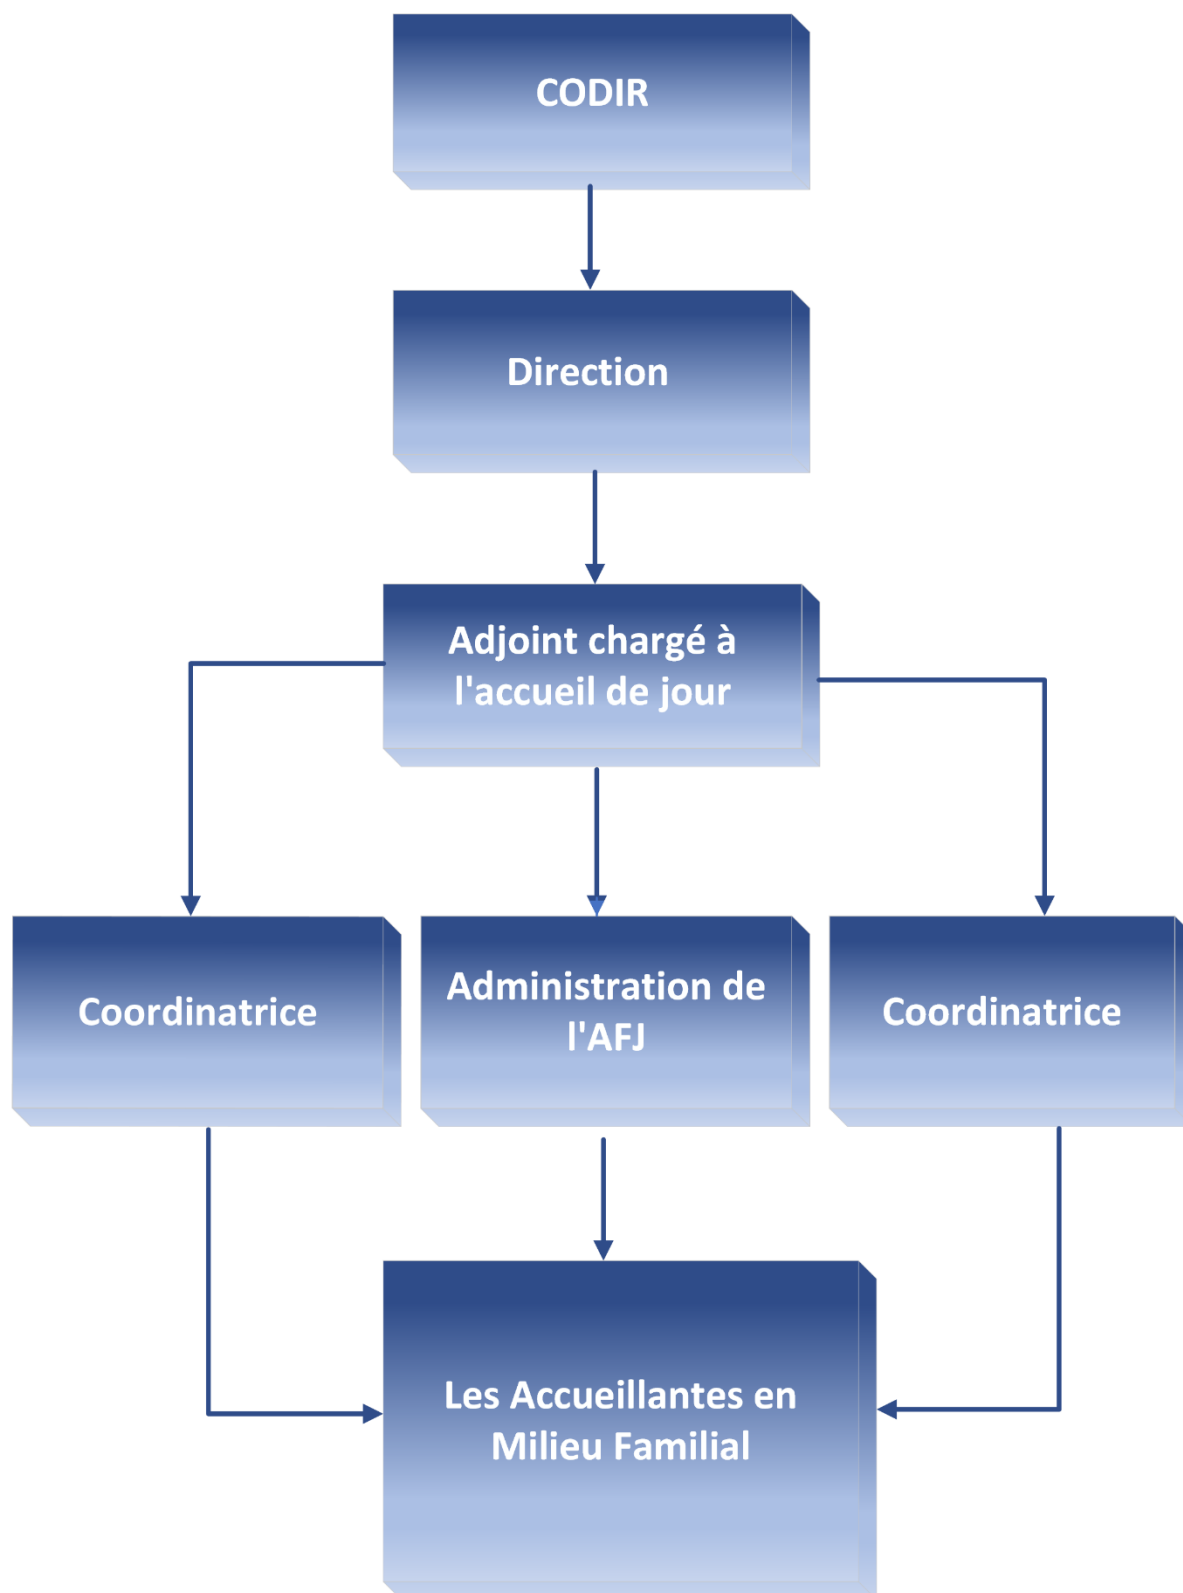 CODIR
Direction
Adjoint chargé à
l'accueil de jour
Coordinatrice
Administration de
l'AFJ
Coordinatrice
Les Accueillantes en
Milieu Familial